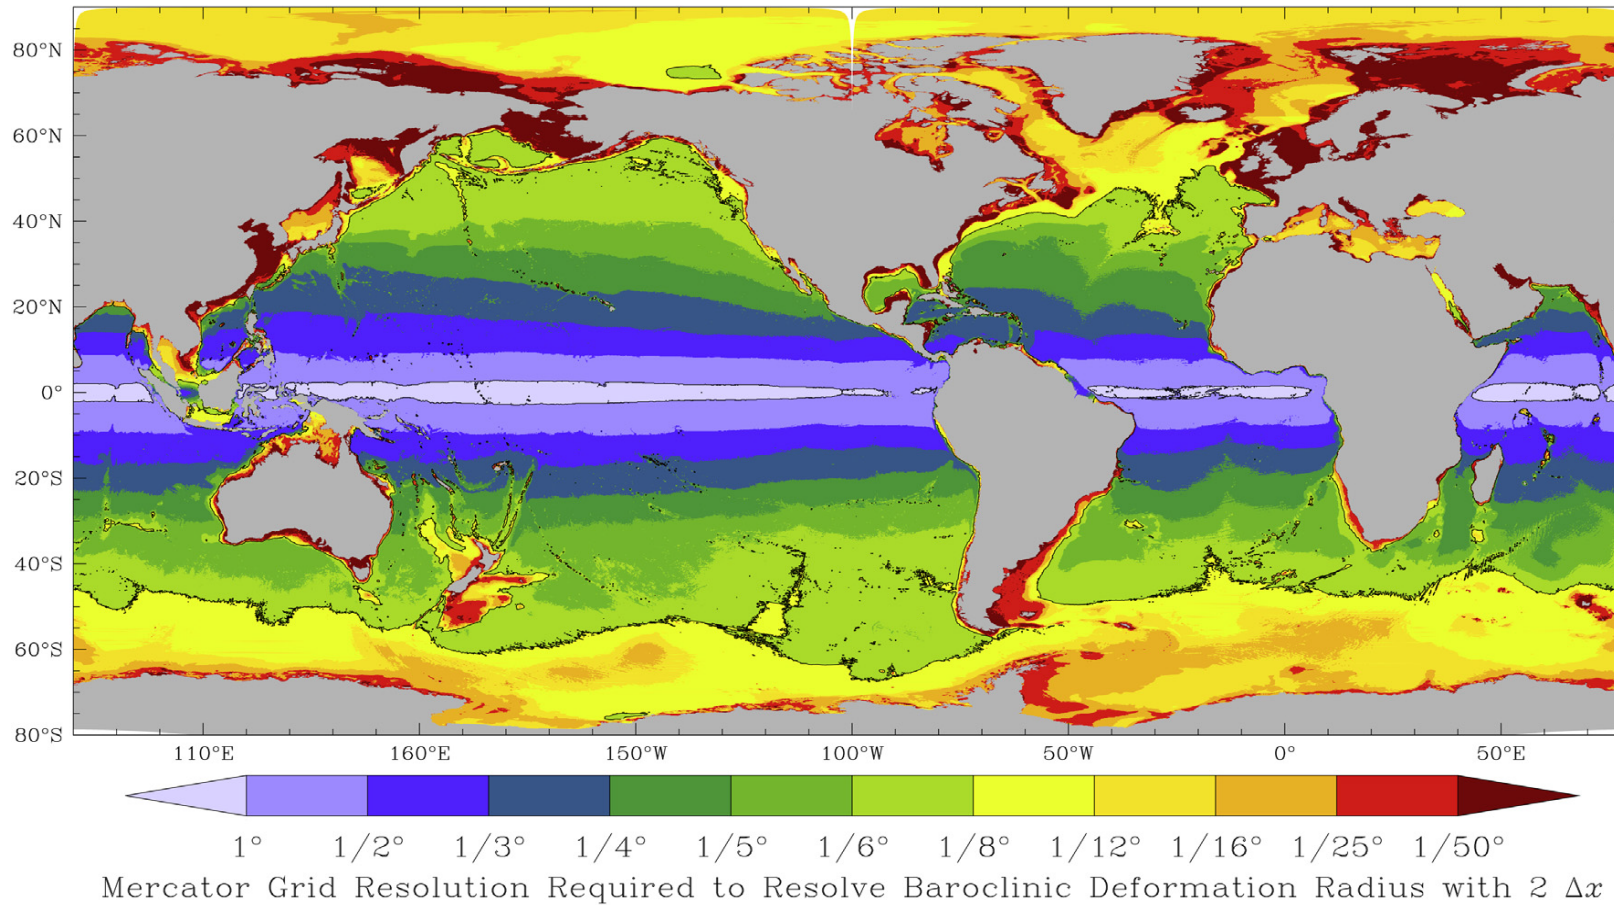 80°N
60°N
40°N
20°N
0°
20°S
40°S
60°S
80°S
110°E 160°E 150°W 100°W 50°W 0° 50°E
1° 1/2° 1/3° 1/4° 1/5° 1/6° 1/8° 1/12° 1/16° 1/25° 1/50°
Mercator Grid Resolution Required to Resolve Baroclinic Deformation Radius with 2 Δx